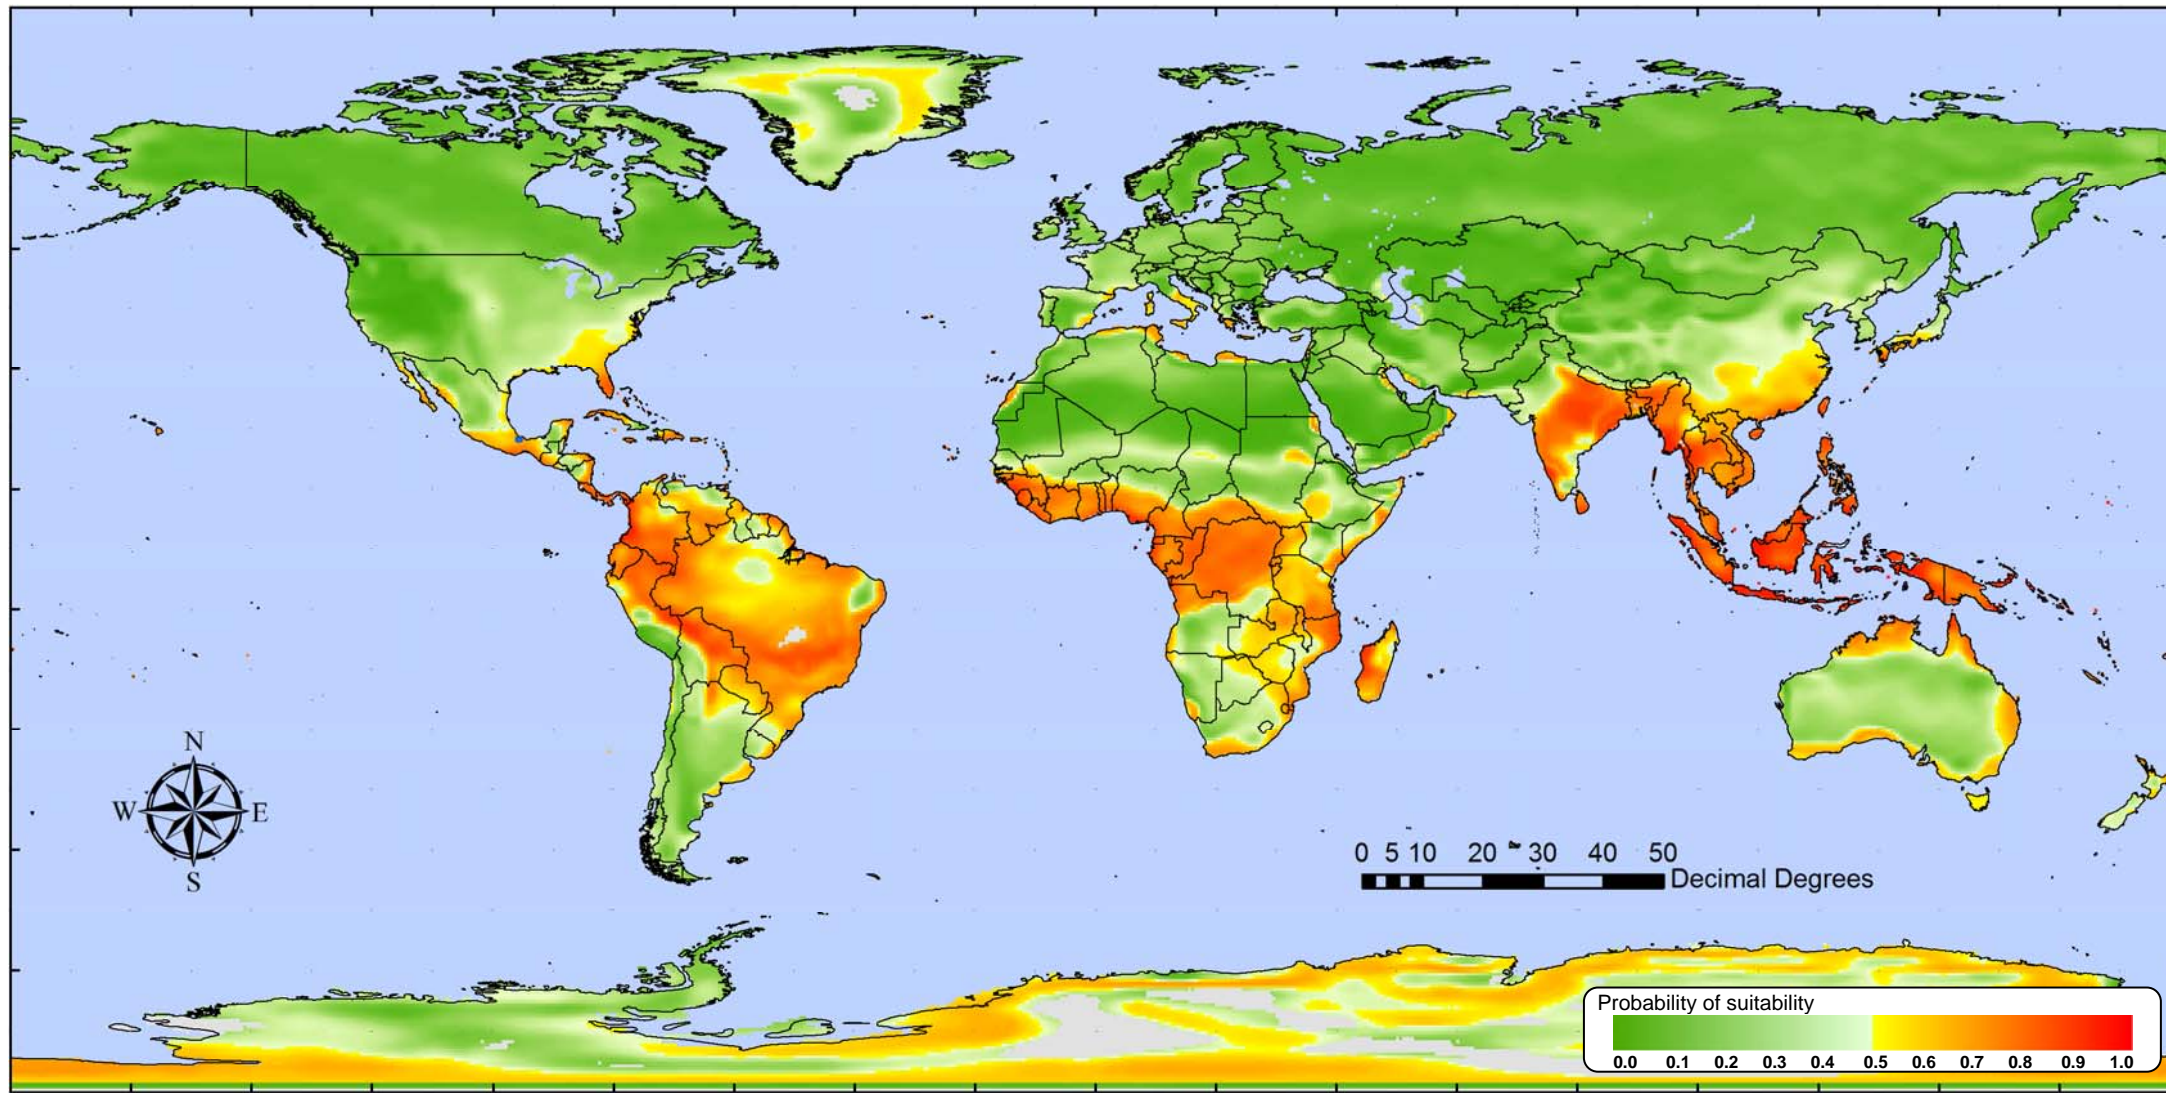 N
W E
S
0 5 10 20 30 40 50
Decimal Degrees
Probability of suitability
0.0 0.1 0.2 0.3 0.4 0.5 0.6 0.7 0.8 0.9 1.0